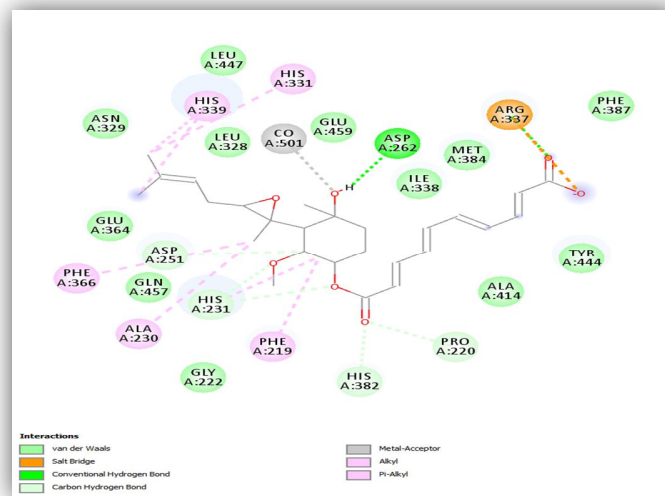 LEU
A:447
HIS
A:331
HIS
A:339
ASN
A:329
LEU
A:328
CO
A:501
GLU
A:459
ASP
A:262
ARG
A:337
PHE
A:387
MET
A:384
ILE
A:338
H
O
O
O
O
O
O
O
GLU
A:364
ASP
A:251
PHE
A:366
GLN
A:457
HIS
A:231
ALA
A:230
PHE
A:219
GLY
A:222
HIS
A:382
PRO
A:220
ALA
A:414
TYR
A:444
Interactions
van der Waals
Salt Bridge
Conventional Hydrogen Bond
Carbon Hydrogen Bond
Metal-Acceptor
Alkyl
Pi-Alkyl